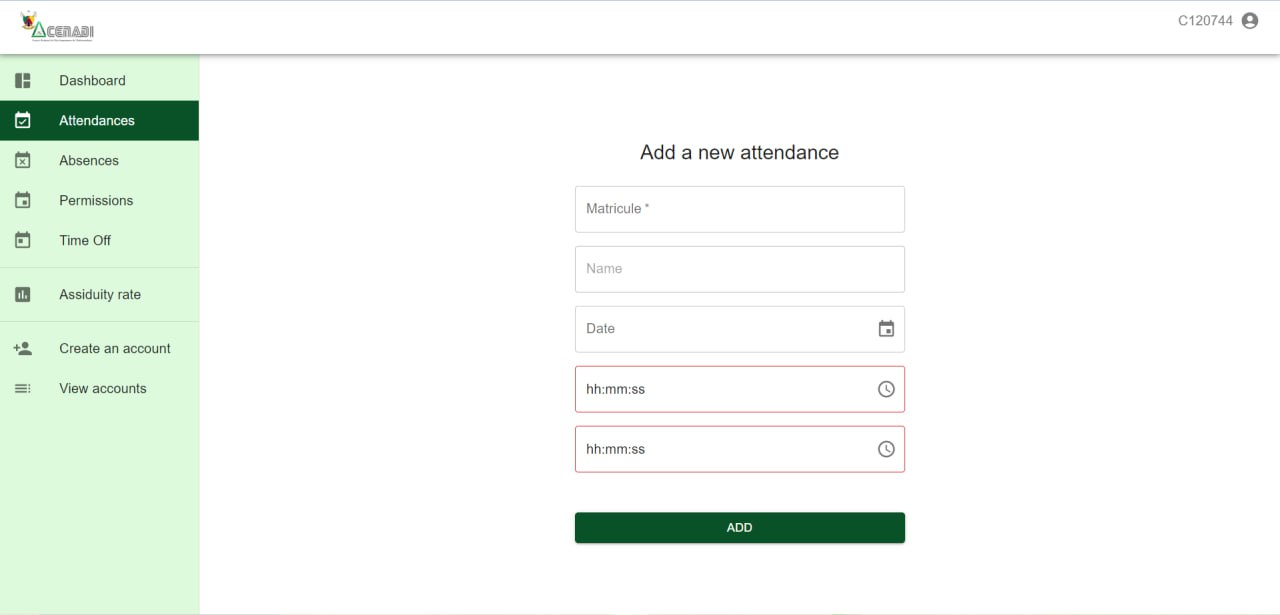 ACENADI
C120744
Dashboard
Attendances
Absences
Permissions
Time Off
Assiduity rate
Create an account
View accounts
Add a new attendance
Matricule *
Name
Date
hh:mm:ss
hh:mm:ss
ADD